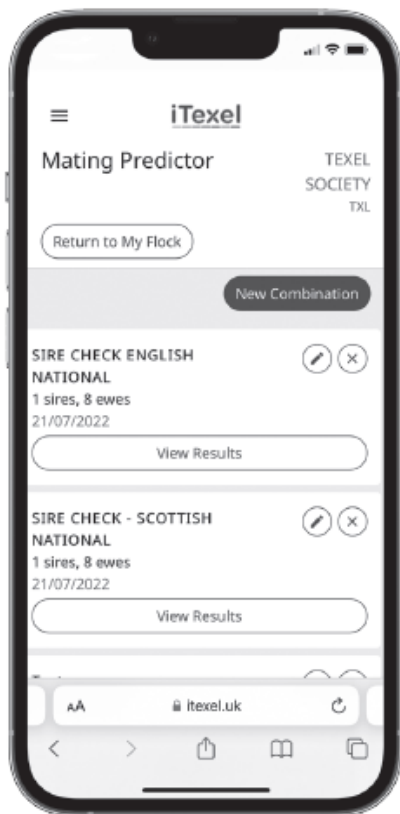 iTexel
Mating Predictor
TEXEL
SOCIETY
TXL
Return to My Flock
New Combination
SIRE CHECK ENGLISH
NATIONAL
1 sires, 8 ewes
21/07/2022
View Results
SIRE CHECK - SCOTTISH
NATIONAL
1 sires, 8 ewes
21/07/2022
View Results
AA
itexel.uk